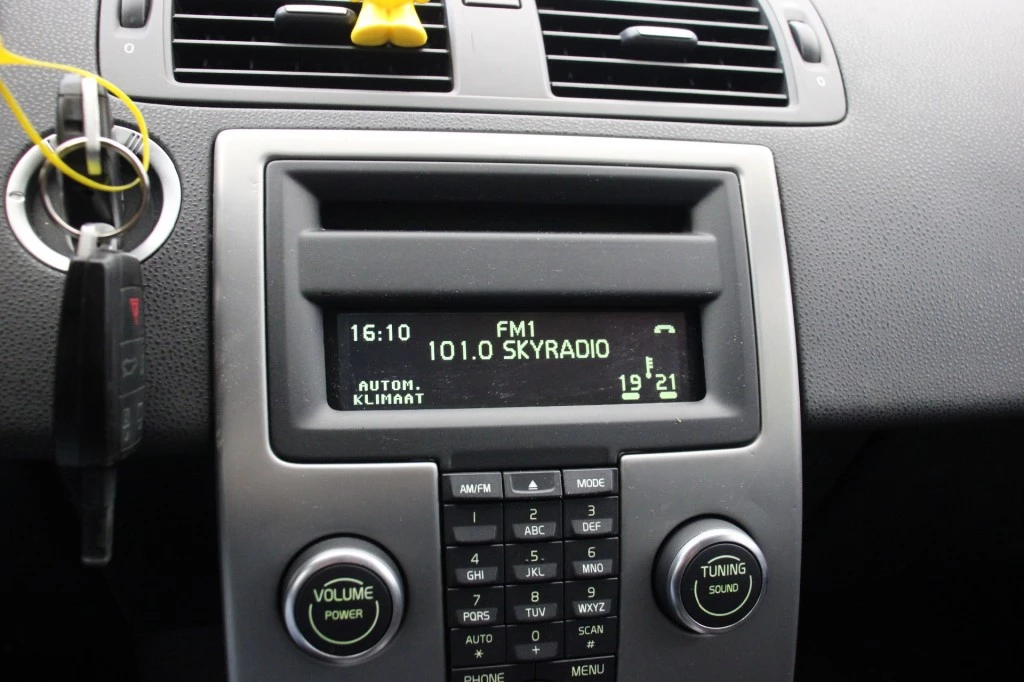 16:10
FM1
101.0 SKYRADIO
AUTOM.
KLIMAAT
19 21
AM/FM
MODE
1
2
ABC
3
DEF
4
GHI
5
JKL
6
MNO
7
PQRS
8
TUV
9
WXYZ
AUTO
*
0
+
SCAN
#
PHONE
MENU
VOLUME
POWER
TUNING
SOUND